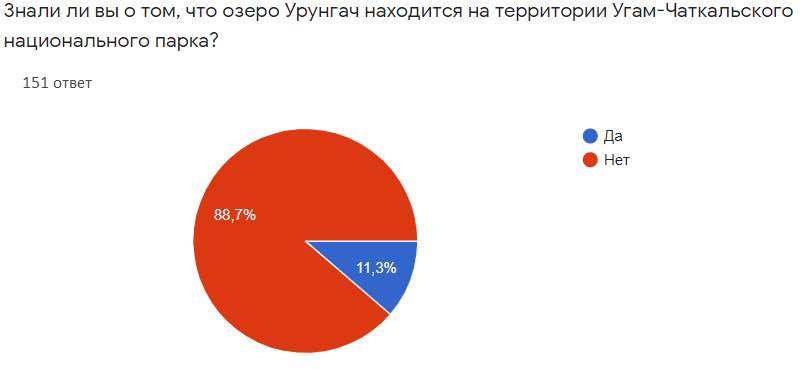 Знали ли вы о том, что озеро Урунгач находится на территории Угам-Чаткальского
национального парка?
151 ответ
Да
Нет
88,7%
11,3%